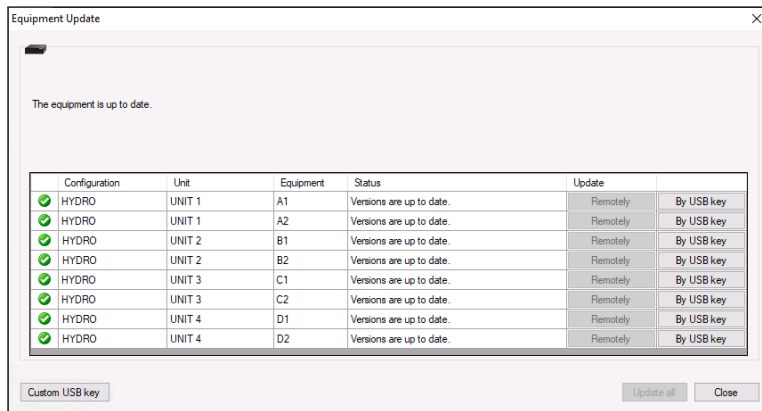 Equipment Update
The equipment is up to date.
Configuration Unit Equipment Status Update
HYDRO UNIT 1 A1 Versions are up to date. Remotely By USB key
HYDRO UNIT 1 A2 Versions are up to date. Remotely By USB key
HYDRO UNIT 2 B1 Versions are up to date. Remotely By USB key
HYDRO UNIT 2 B2 Versions are up to date. Remotely By USB key
HYDRO UNIT 3 C1 Versions are up to date. Remotely By USB key
HYDRO UNIT 3 C2 Versions are up to date. Remotely By USB key
HYDRO UNIT 4 D1 Versions are up to date. Remotely By USB key
HYDRO UNIT 4 D2 Versions are up to date. Remotely By USB key
Custom USB key Update all Close